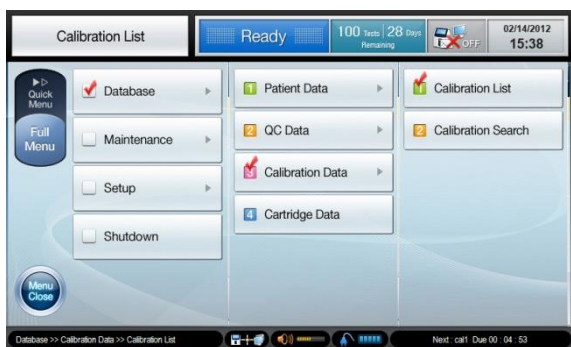 Calibration List
Ready
100 Tests 28 Days
Remaining
OFF
02/14/2012
15:38
Quick
Menu
Full
Menu
Database
Maintenance
Setup
Shutdown
1 Patient Data
2 QC Data
3 Calibration Data
4 Cartridge Data
1 Calibration List
2 Calibration Search
Menu
Close
Database >> Calibration Data >> Calibration List
Next : cal1 Due 00 : 04 : 53